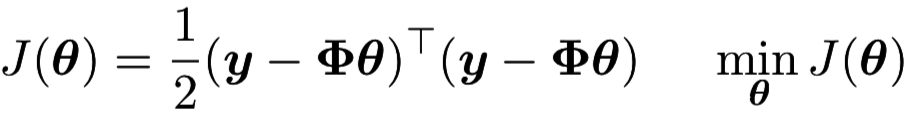 J(θ) = 1/2 (y − Φθ)⊤(y − Φθ)   min_θ J(θ)